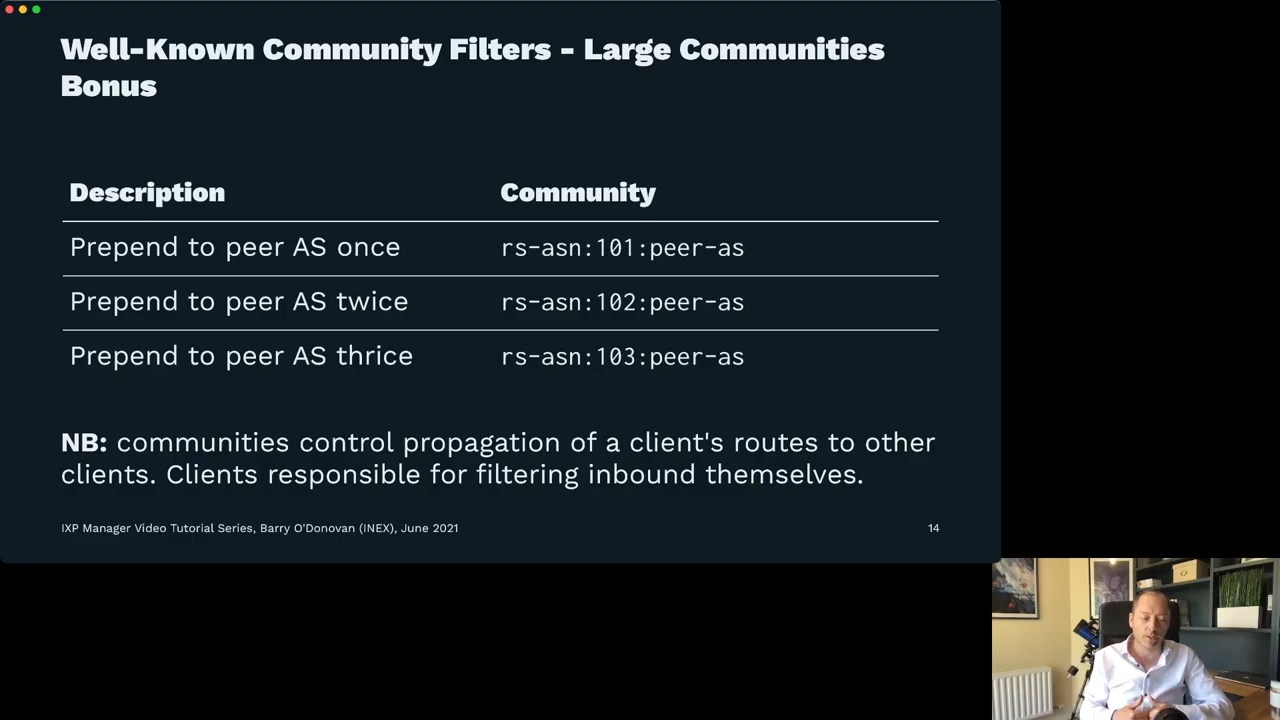 Well-Known Community Filters - Large Communities
Bonus
Description Community
Prepend to peer AS once rs-asn:101:peer-as
Prepend to peer AS twice rs-asn:102:peer-as
Prepend to peer AS thrice rs-asn:103:peer-as
NB: communities control propagation of a client's routes to other
clients. Clients responsible for filtering inbound themselves.
IXP Manager Video Tutorial Series, Barry O'Donovan (INEX), June 2021 14